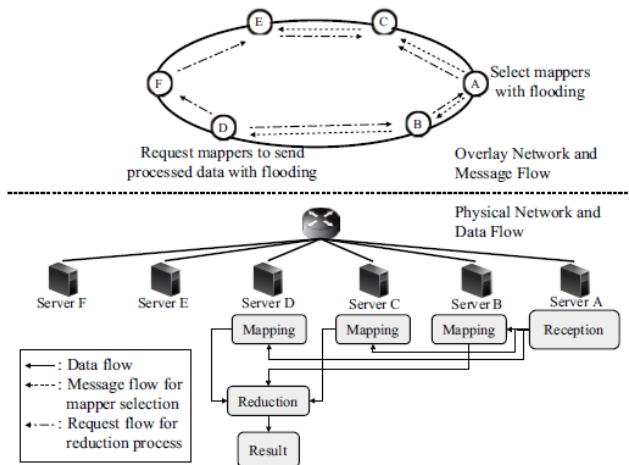 E
C
F
A
Select mappers
with flooding
D
B
Request mappers to send
processed data with flooding
Overlay Network and
Message Flow
Physical Network and
Data Flow
Server F
Server E
Server D
Server C
Server B
Server A
Mapping
Mapping
Mapping
Reception
: Data flow
: Message flow for
mapper selection
: Request flow for
reduction process
Reduction
Result